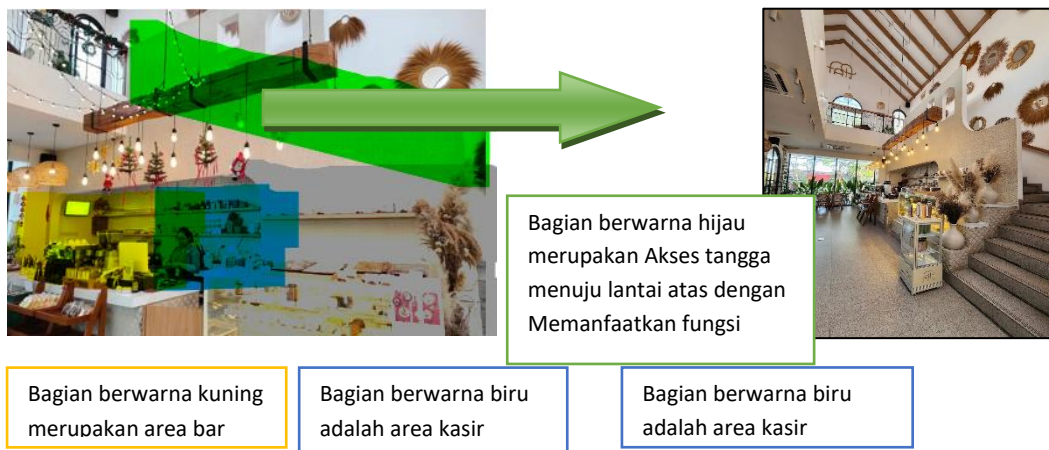 Bagian berwarna hijau
merupakan Akses tangga
menuju lantai atas dengan
Memanfaatkan fungsi
Bagian berwarna kuning
merupakan area bar
Bagian berwarna biru
adalah area kasir
Bagian berwarna biru
adalah area kasir